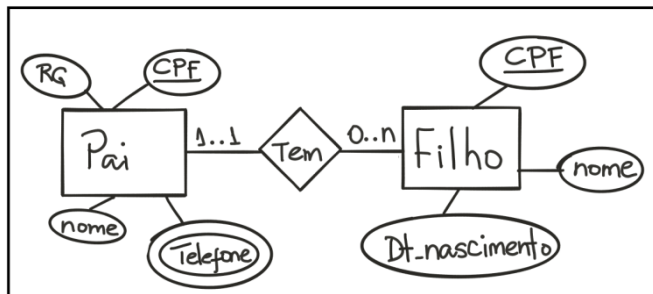 RG
CPF
CPF
Pai
1..1
Tem
0..n
Filho
nome
nome
Telefone
Dt_nascimento